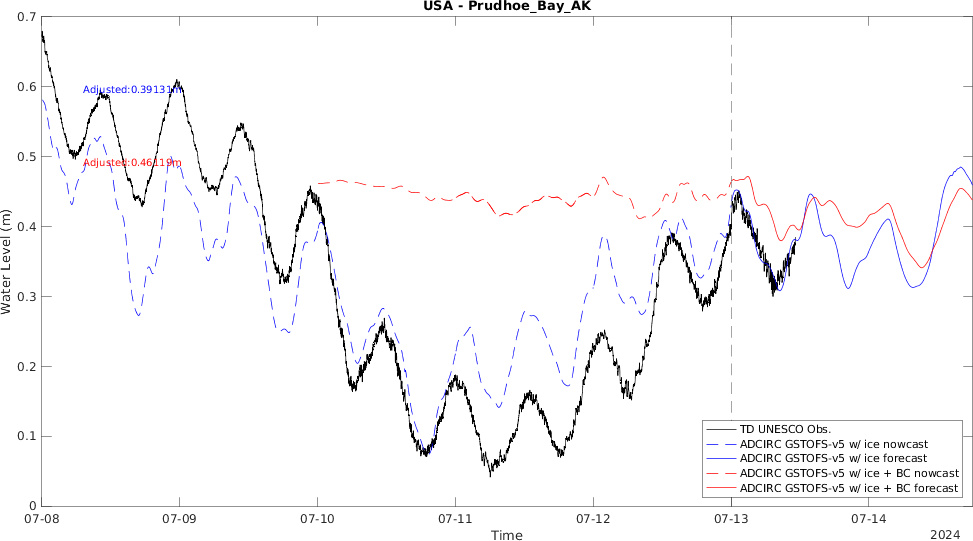 USA - Prudhoe_Bay_AK
0.7
0.6
0.5
0.4
0.3
0.2
0.1
0
Water Level (m)
Adjusted:0.39131m
Adjusted:0.46119m
TD UNESCO Obs.
ADCIRC GSTOFS-v5 w/ ice nowcast
ADCIRC GSTOFS-v5 w/ ice forecast
ADCIRC GSTOFS-v5 w/ ice + BC nowcast
ADCIRC GSTOFS-v5 w/ ice + BC forecast
07-08 07-09 07-10 07-11 07-12 07-13 07-14
Time
2024